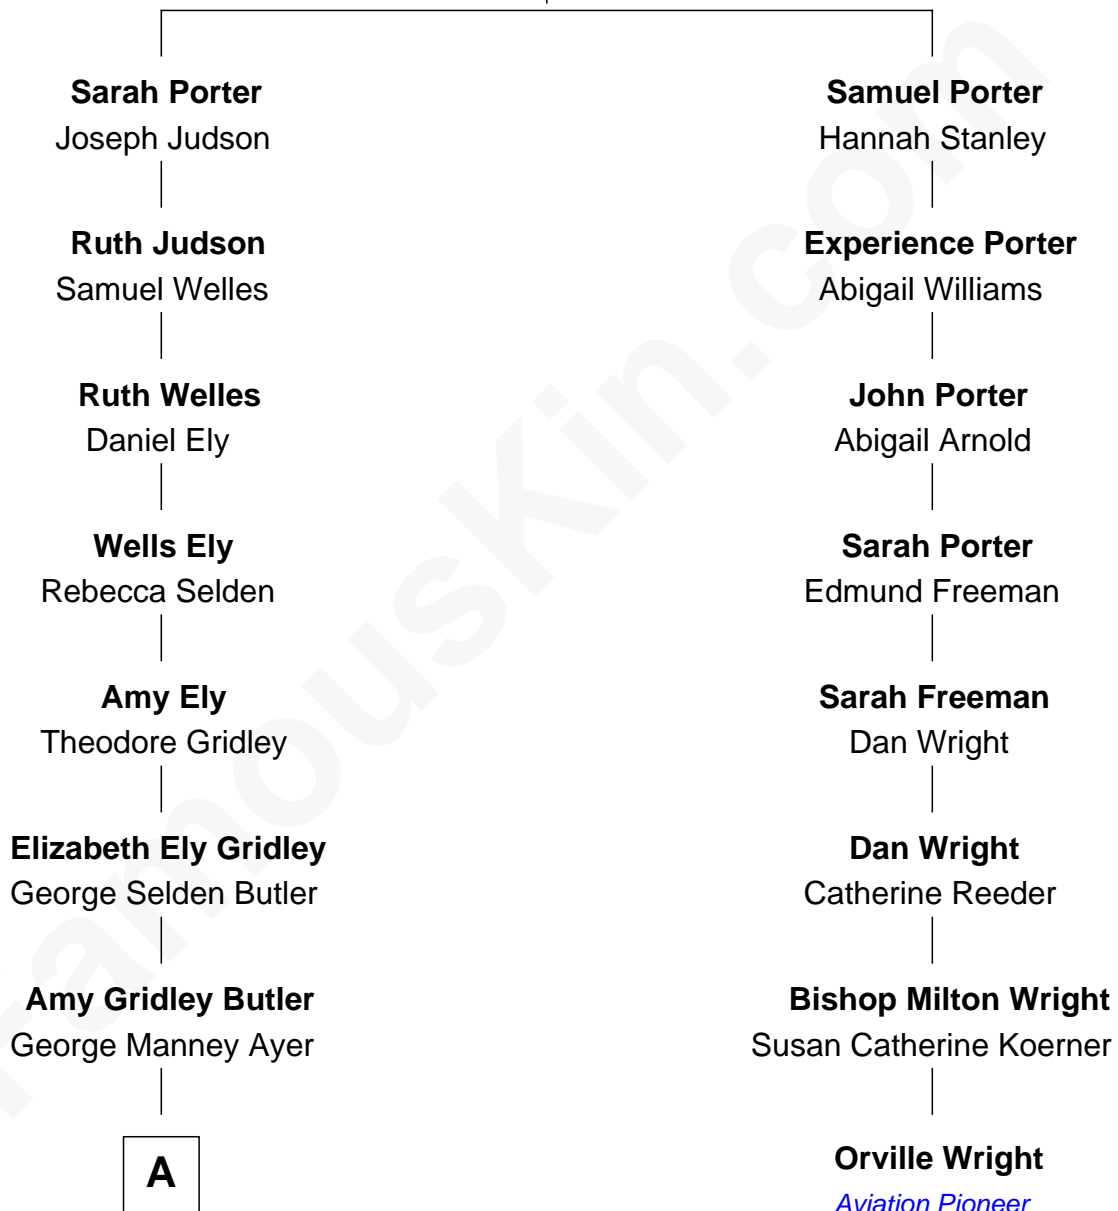 Sarah Porter
Joseph Judson
Ruth Judson
Samuel Welles
Ruth Welles
Daniel Ely
Wells Ely
Rebecca Selden
Amy Ely
Theodore Gridley
Elizabeth Ely Gridley
George Selden Butler
Amy Gridley Butler
George Manney Ayer
A
Samuel Porter
Hannah Stanley
Experience Porter
Abigail Williams
John Porter
Abigail Arnold
Sarah Porter
Edmund Freeman
Sarah Freeman
Dan Wright
Dan Wright
Catherine Reeder
Bishop Milton Wright
Susan Catherine Koerner
Orville Wright
Aviation Pioneer
FamousKin.com